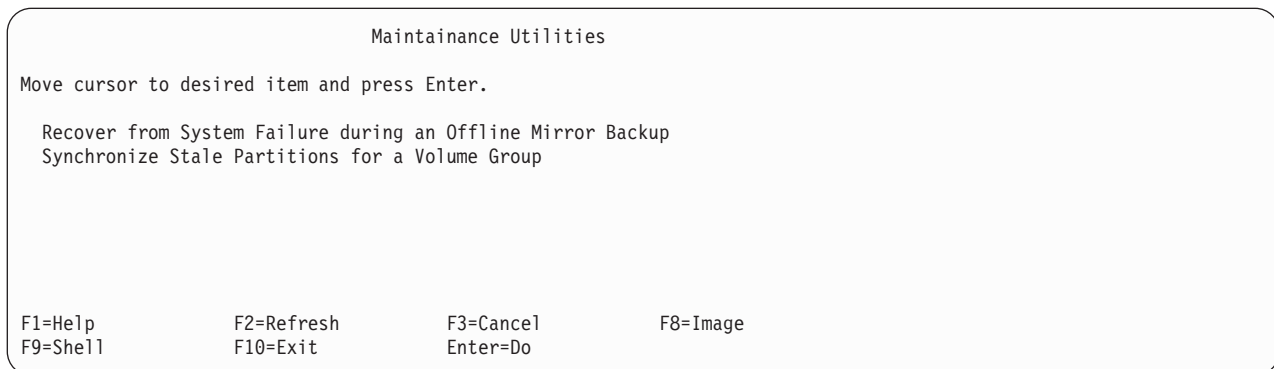 Maintainance Utilities
Move cursor to desired item and press Enter.
Recover from System Failure during an Offline Mirror Backup
Synchronize Stale Partitions for a Volume Group
F1=Help F2=Refresh F3=Cancel F8=Image
F9=Shell F10=Exit Enter=Do